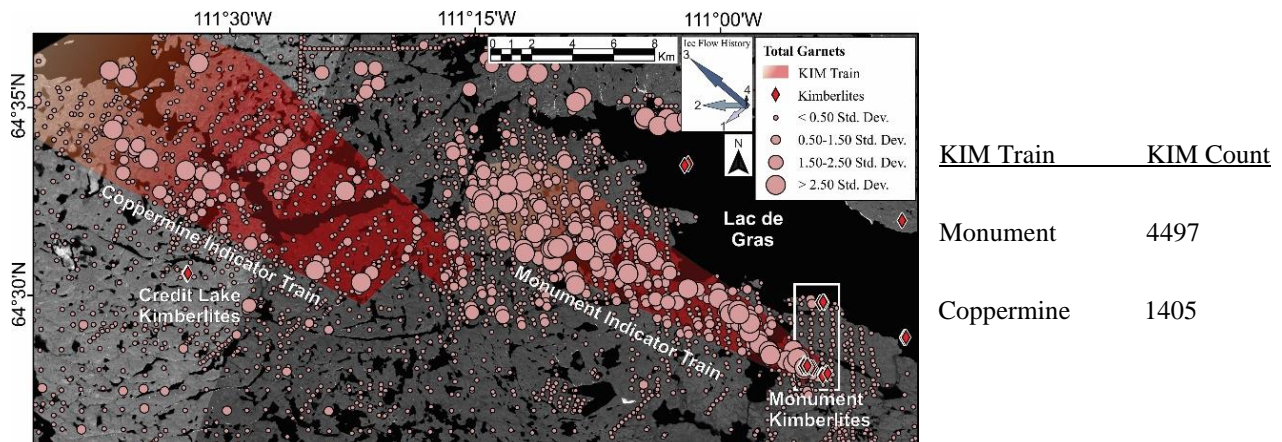 111°30'W 111°15'W 111°00'W
64°35'N
64°30'N
0 1 2 4 6 8
Km
Ice Flow History
3
4
2
1
N
Total Garnets
KIM Train
Kimberlites
< 0.50 Std. Dev.
0.50-1.50 Std. Dev.
1.50-2.50 Std. Dev.
> 2.50 Std. Dev.
Coppermine Indicator Train
Credit Lake
Kimberlites
Monument Indicator Train
Lac de
Gras
Monument
Kimberlites
KIM Train KIM Count
Monument 4497
Coppermine 1405